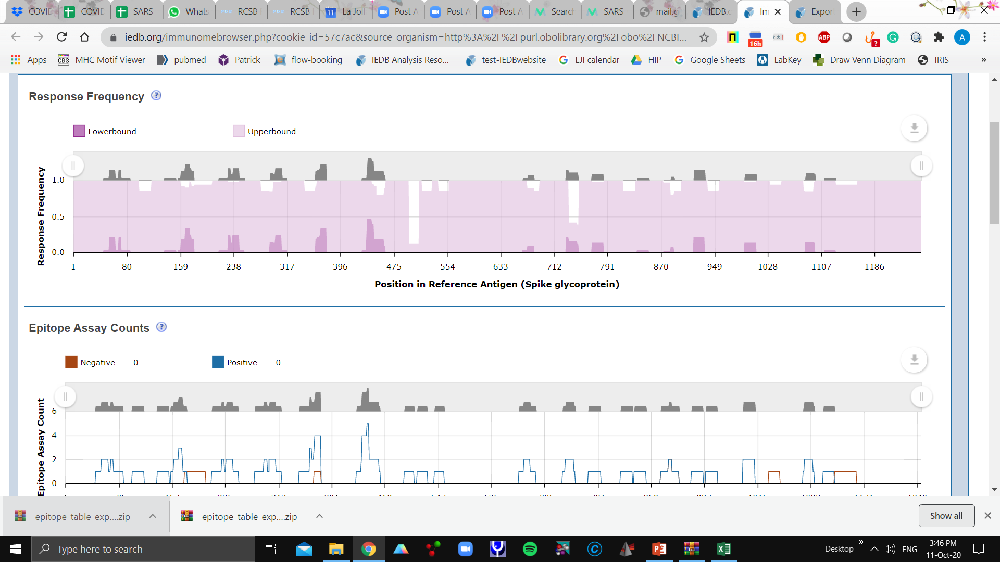 COVID
COVID
SARS-
Whats
RCSB
RCSB
La Joll
Post A
Post A
Post A
Search
SARS-
mail.g
IEDB.c
Im
Expor
iedb.org/immunomebrowser.php?cookie_id=57c7ac&source_organism=http%3A%2F%2Fpurl.obolibrary.org%2Fobo%2FNCBI...
16h
ABP
?
A
Apps
CBS
MHC Motif Viewer
pubmed
Patrick
flow-booking
IEDB Analysis Reso...
test-IEDBwebsite
LJI calendar
HIP
Google Sheets
LabKey
Draw Venn Diagram
IRIS
»
Response Frequency ?
Lowerbound
Upperbound
Response Frequency
1.0
0.5
0.0
1 80 159 238 317 396 475 554 633 712 791 870 949 1028 1107 1186
Position in Reference Antigen (Spike glycoprotein)
Epitope Assay Counts ?
Negative 0
Positive 0
Epitope Assay Count
6
4
2
0
epitope_table_exp....zip
epitope_table_exp....zip
Show all
Type here to search
Desktop
»
ENG
3:46 PM
11-Oct-20